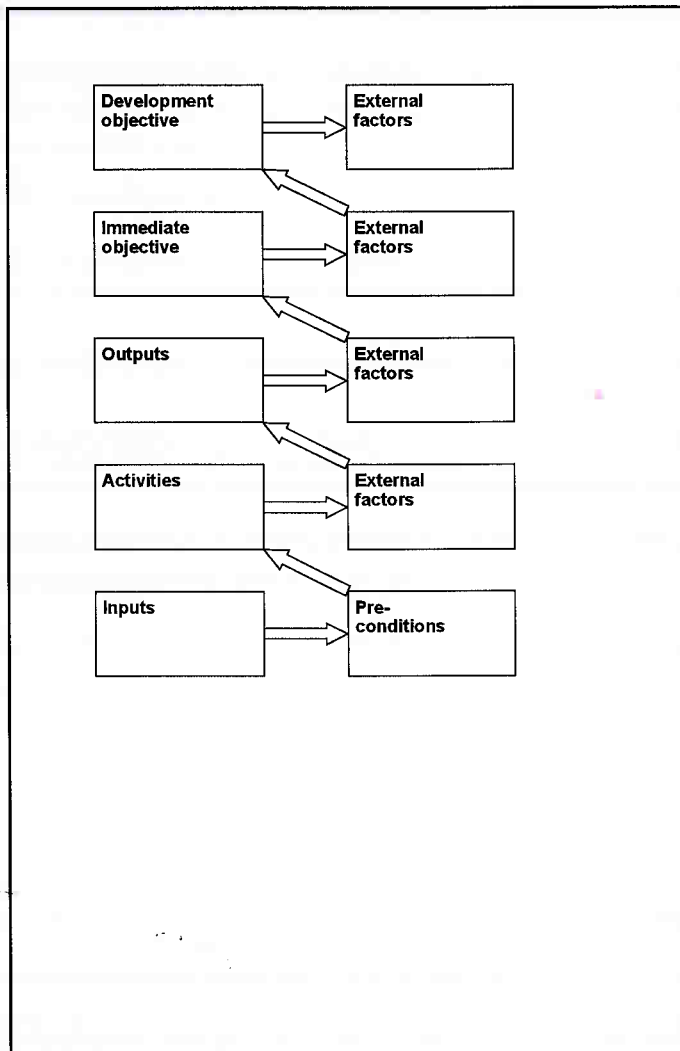 Development
objective
External
factors
Immediate
objective
External
factors
Outputs
External
factors
Activities
External
factors
Inputs
Pre-
conditions